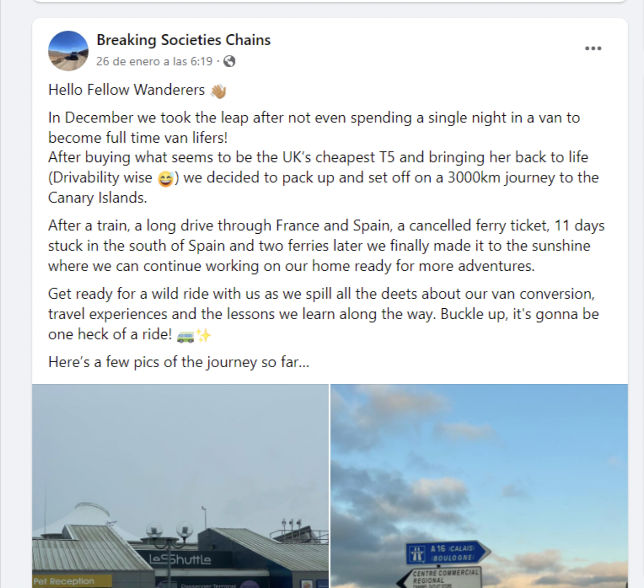 Breaking Societies Chains
26 de enero a las 6:19 ·
Hello Fellow Wanderers 👋🏽
In December we took the leap after not even spending a single night in a van to
become full time van lifers!
After buying what seems to be the UK's cheapest T5 and bringing her back to life
(Drivability wise 😅) we decided to pack up and set off on a 3000km journey to the
Canary Islands.
After a train, a long drive through France and Spain, a cancelled ferry ticket, 11 days
stuck in the south of Spain and two ferries later we finally made it to the sunshine
where we can continue working on our home ready for more adventures.
Get ready for a wild ride with us as we spill all the deets about our van conversion,
travel experiences and the lessons we learn along the way. Buckle up, it's gonna be
one heck of a ride! 🚐✨
Here's a few pics of the journey so far...
LeShuttle
Pet Reception
Passenger Terminal
A16 (CALAIS)
(BOULOGNE)
CENTRE COMMERCIAL
REGIONAL